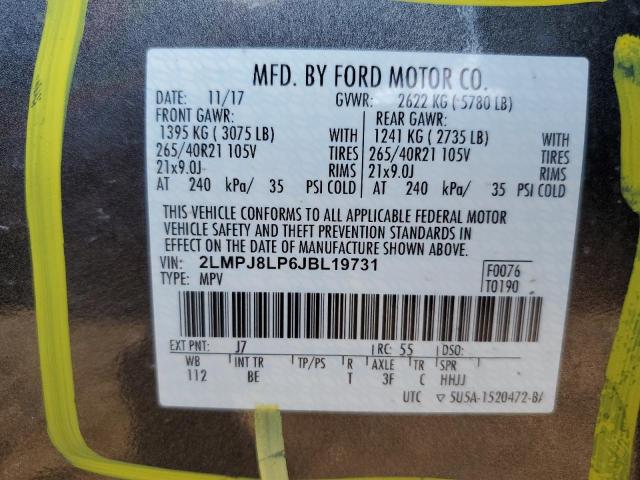 MFD. BY FORD MOTOR CO.
DATE: 11/17 GVWR: 2622 KG ( 5780 LB)
FRONT GAWR: REAR GAWR:
1395 KG ( 3075 LB) WITH 1241 KG ( 2735 LB) WITH
265/40R21 105V TIRES 265/40R21 105V TIRES
21x9.0J RIMS 21x9.0J RIMS
AT 240 kPa/ 35 PSI COLD AT 240 kPa/ 35 PSI COLD
THIS VEHICLE CONFORMS TO ALL APPLICABLE FEDERAL MOTOR
VEHICLE SAFETY AND THEFT PREVENTION STANDARDS IN
EFFECT ON THE DATE OF MANUFACTURE SHOWN ABOVE.
VIN: 2LMPJ8LP6JBL19731 F0076
TYPE: MPV T0190
EXT PNT: J7 RC: 55 DSO:
WB INT TR TP/PS R AXLE TR SPR
112 BE T 3F C HHJJ
UTC ▽ 5U5A-1520472-BA